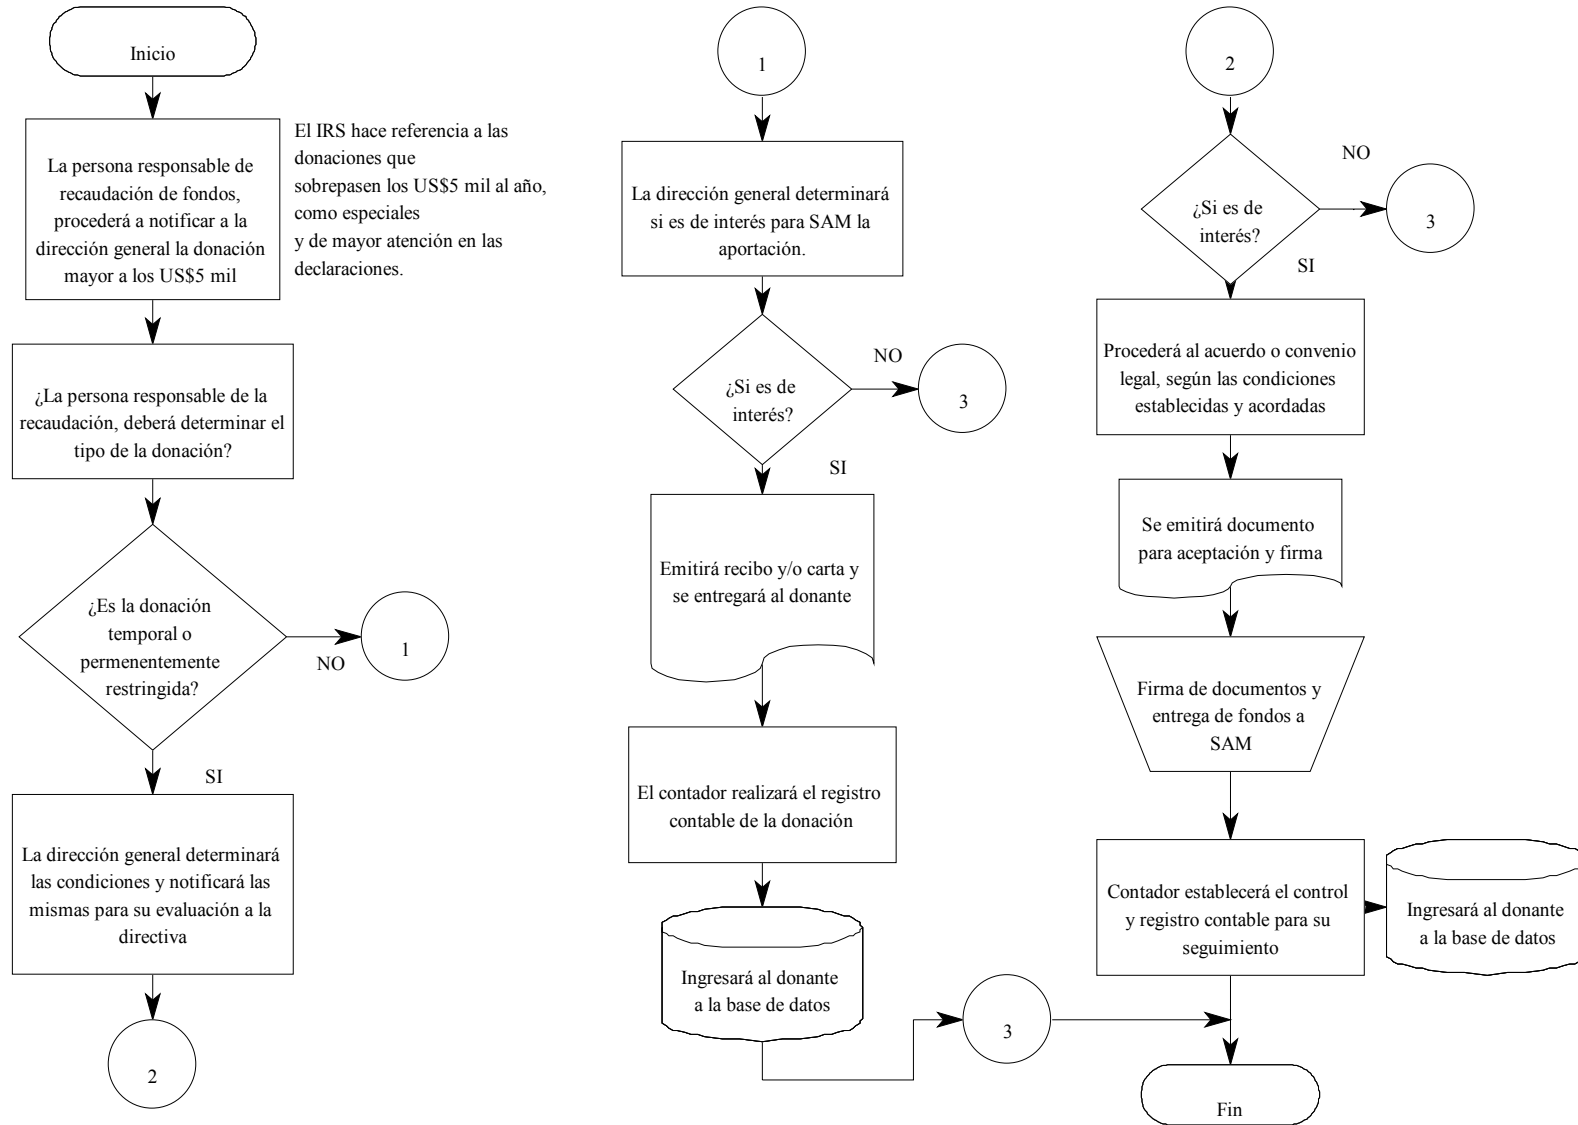 Inicio
La persona responsable de
recaudación de fondos,
procederá a notificar a la
dirección general la donación
mayor a los US$5 mil
El IRS hace referencia a las
donaciones que
sobrepasen los US$5 mil al año,
como especiales
y de mayor atención en las
declaraciones.
¿La persona responsable de la
recaudación, deberá determinar el
tipo de la donación?
¿Es la donación
temporal o
permenentemente
restringida?
NO
1
SI
La dirección general determinará
las condiciones y notificará las
mismas para su evaluación a la
directiva
2
1
La dirección general determinará
si es de interés para SAM la
aportación.
¿Si es de
interés?
NO
3
SI
Emitirá recibo y/o carta y
se entregará al donante
El contador realizará el registro
contable de la donación
Ingresará al donante
a la base de datos
3
2
¿Si es de
interés?
NO
3
SI
Procederá al acuerdo o convenio
legal, según las condiciones
establecidas y acordadas
Se emitirá documento
para aceptación y firma
Firma de documentos y
entrega de fondos a
SAM
Contador establecerá el control
y registro contable para su
seguimiento
Ingresará al donante
a la base de datos
Fin